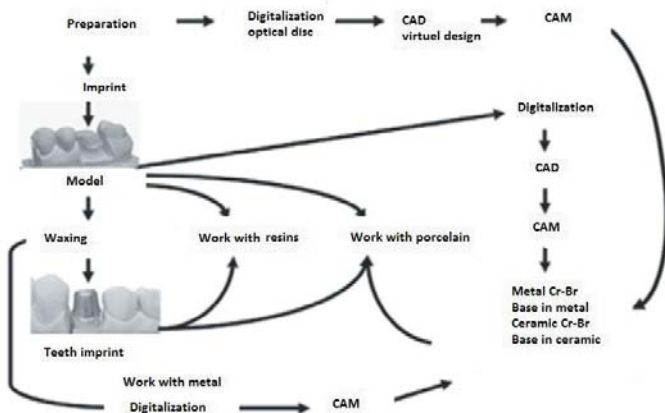 Preparation
Digitalization
optical disc
CAD
virtuel design
CAM
Imprint
Digitalization
Model
CAD
Waxing
Work with resins
Work with porcelain
CAM
Metal Cr-Br
Base in metal
Ceramic Cr-Br
Base in ceramic
Teeth imprint
Work with metal
Digitalization
CAM